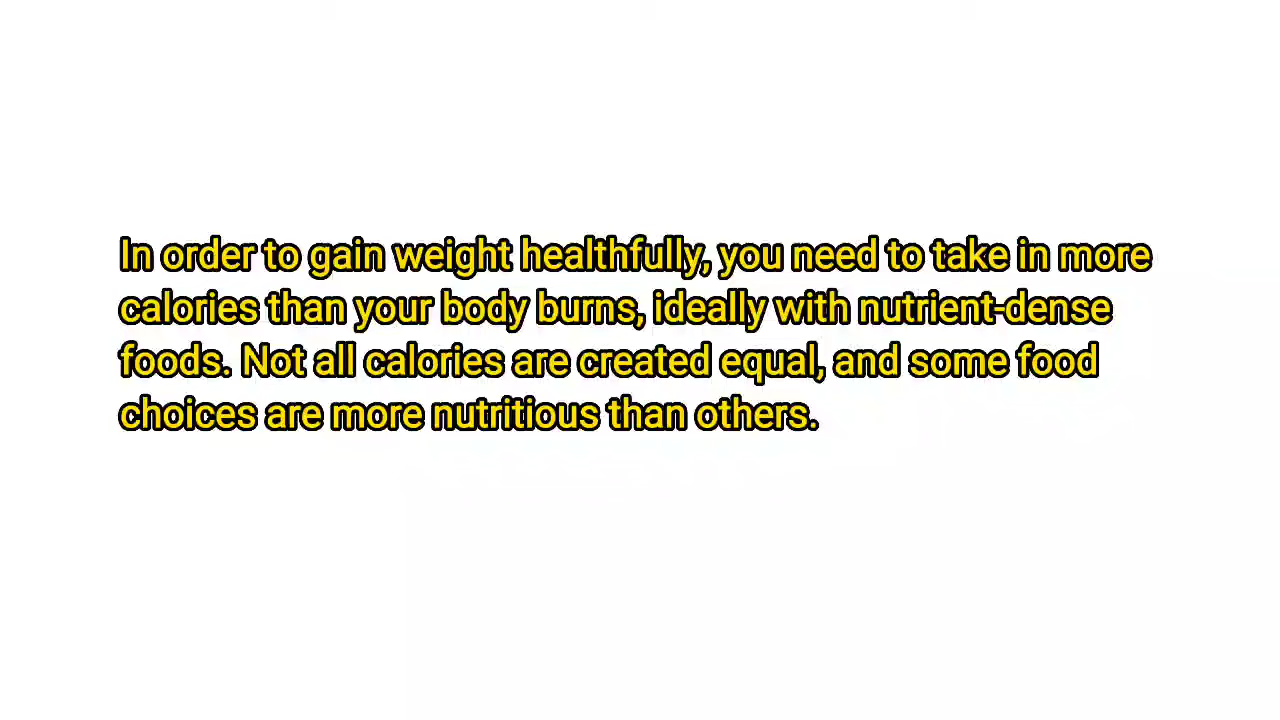 In order to gain weight healthfully, you need to take in more
calories than your body burns, ideally with nutrient-dense
foods. Not all calories are created equal, and some food
choices are more nutritious than others.